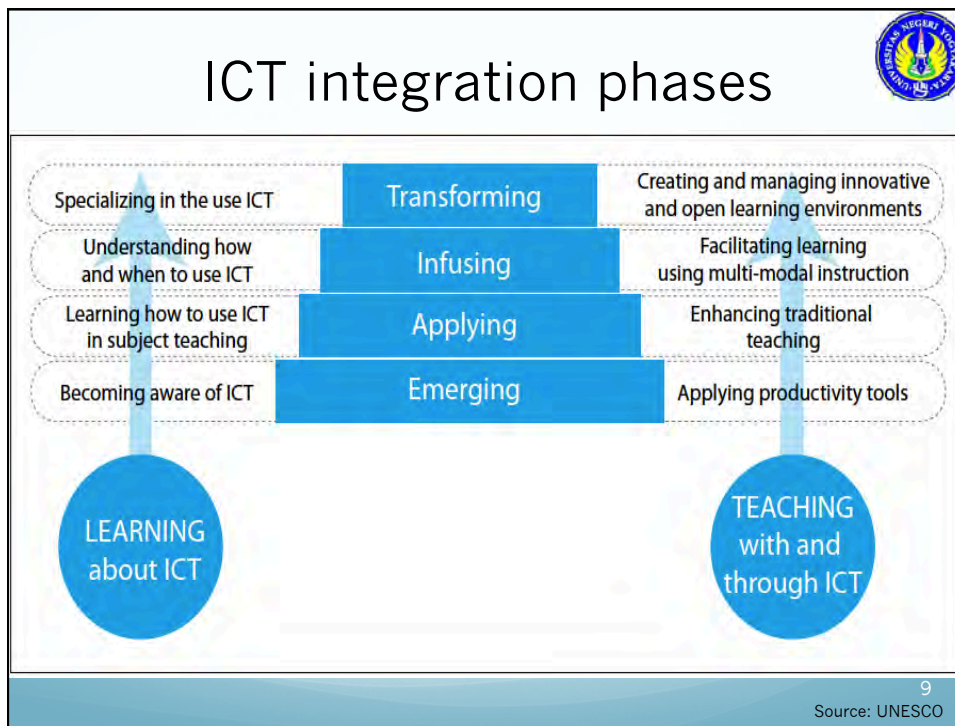 ICT integration phases
UNIVERSITAS NEGERI YOGYAKARTA
Specializing in the use ICT
Transforming
Creating and managing innovative
and open learning environments
Understanding how
and when to use ICT
Infusing
Facilitating learning
using multi-modal instruction
Learning how to use ICT
in subject teaching
Applying
Enhancing traditional
teaching
Becoming aware of ICT
Emerging
Applying productivity tools
LEARNING
about ICT
TEACHING
with and
through ICT
9
Source: UNESCO